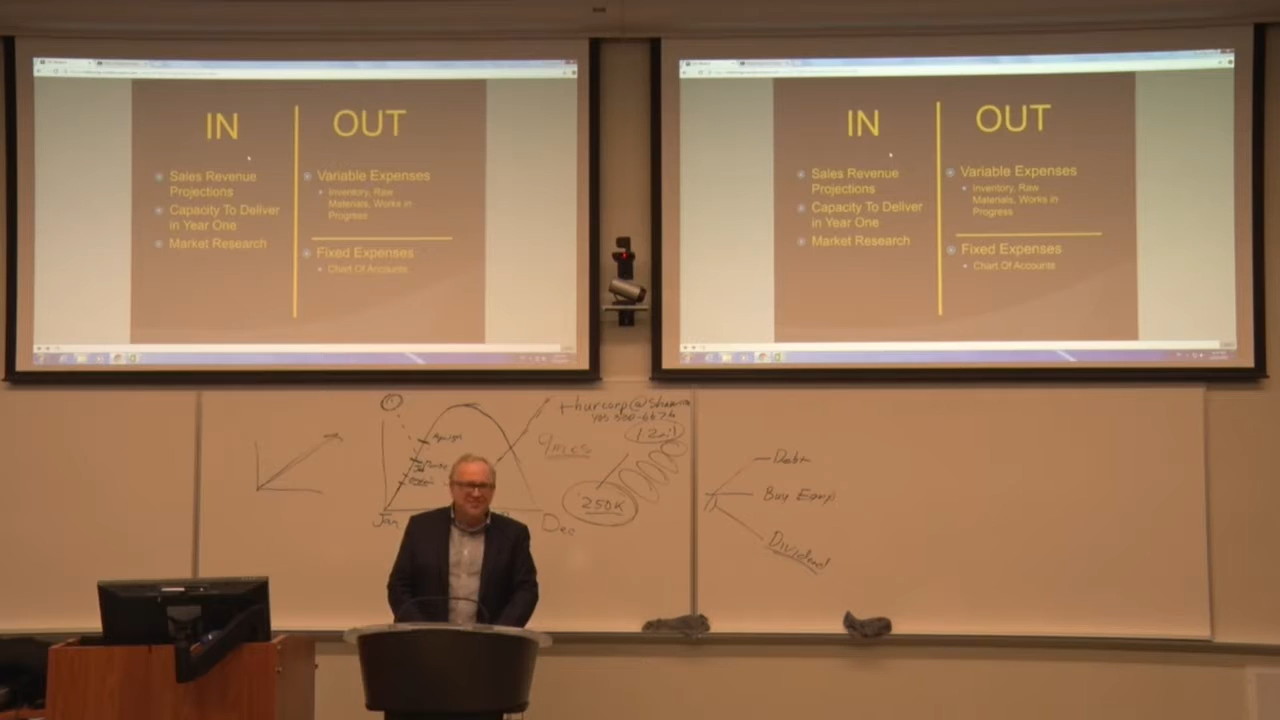 IN
OUT
Sales Revenue
Projections
Capacity To Deliver
in Year One
Market Research
Variable Expenses
Inventory, Raw
Materials, Works in
Progress
Fixed Expenses
Chart Of Accounts
IN
OUT
Sales Revenue
Projections
Capacity To Deliver
in Year One
Market Research
Variable Expenses
Inventory, Raw
Materials, Works in
Progress
Fixed Expenses
Chart Of Accounts
1.2mil
250K
Jan
Dec
Debt
Buy Equip
Dividend